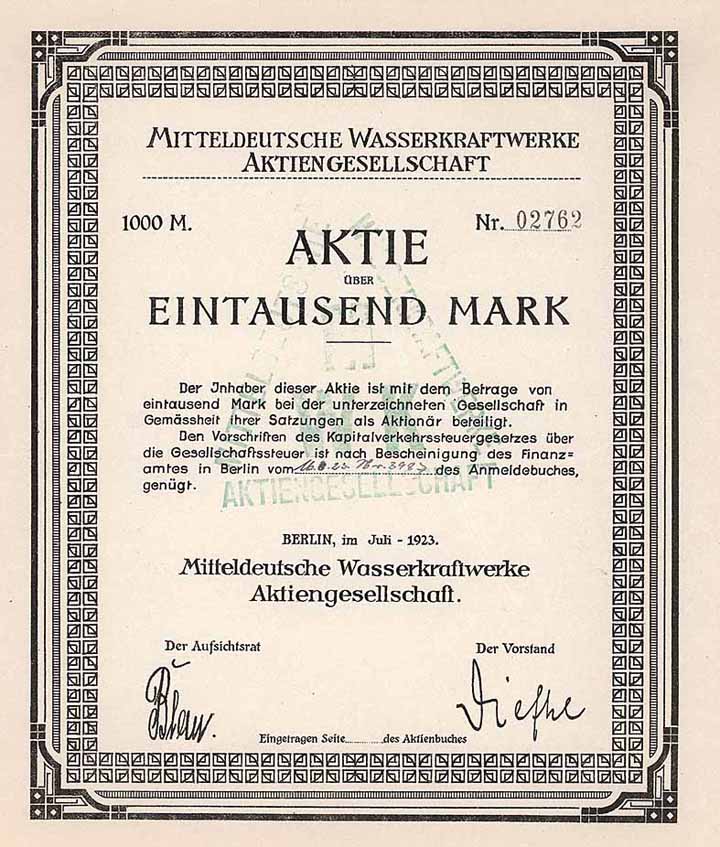 MITTELDEUTSCHE WASSERKRAFTWERKE
AKTIENGESELLSCHAFT
1000 M.
Nr. 02762
AKTIE
ÜBER
EINTAUSEND MARK
Der Inhaber dieser Aktie ist mit dem Betrage von
eintausend Mark bei der unterzeichneten Gesellschaft in
Gemässheit ihrer Satzungen als Aktionär beteiligt.
Den Vorschriften des Kapitalverkehrssteuergesetzes über
die Gesellschaftssteuer ist nach Bescheinigung des Finanz-
amtes in Berlin vom des Anmeldebuches,
genügt.
AKTIENGESELLSCHAFT
BERLIN, im Juli - 1923.
Mitteldeutsche Wasserkraftwerke
Aktiengesellschaft.
Der Aufsichtsrat
Der Vorstand
Eingetragen Seite des Aktienbuches